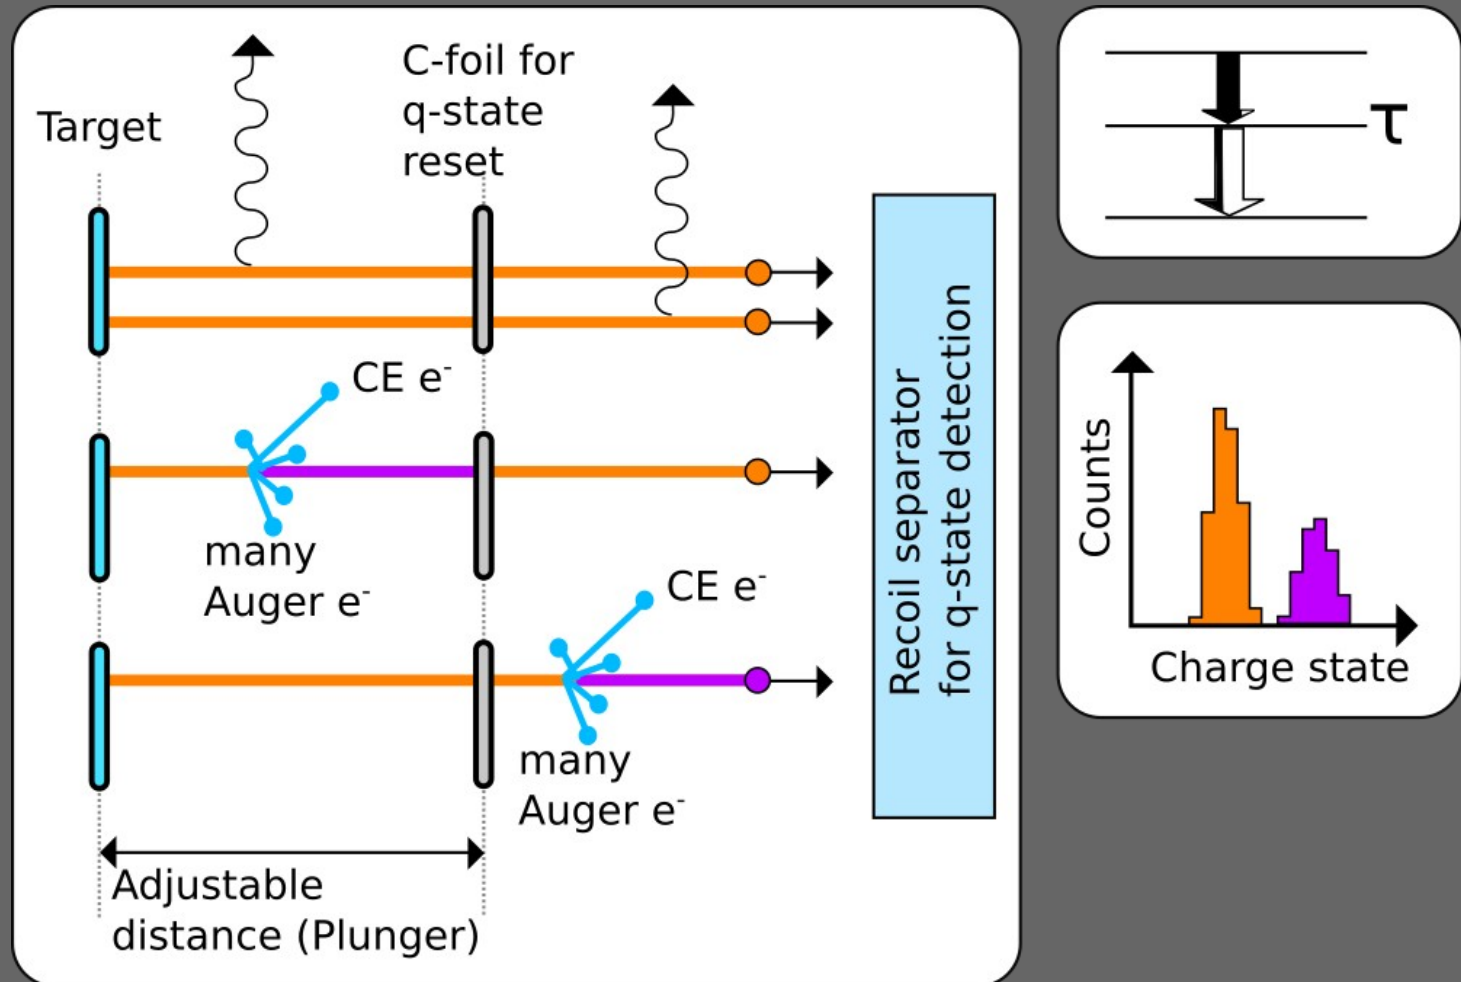 Target
C-foil for
q-state
reset
CE e⁻
many
Auger e⁻
CE e⁻
many
Auger e⁻
Adjustable
distance (Plunger)
Recoil separator
for q-state detection
τ
Counts
Charge state